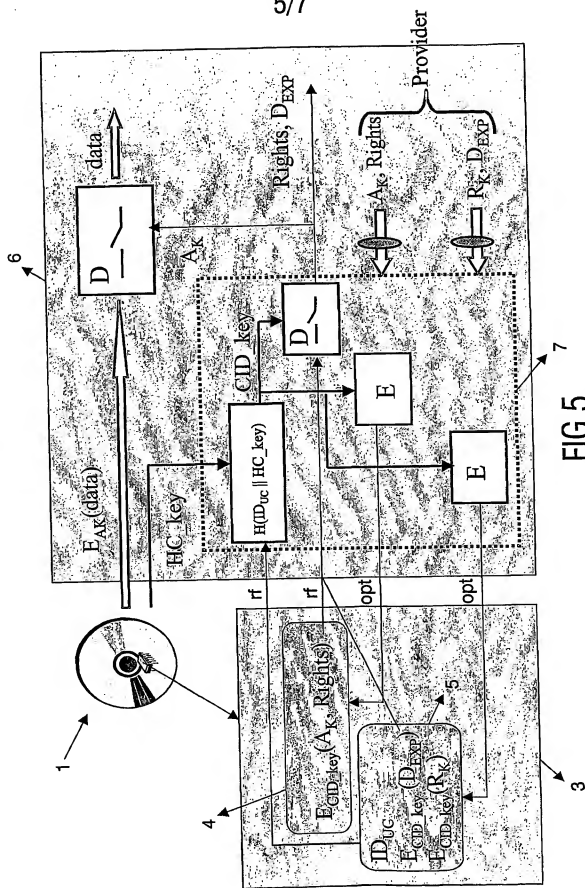 5/7
1
E_AK(data)
HC_key
D
data
6
A_K
Rights, D_EXP
H(ID_UC || HC_key)
CID_key
D
E
E
A_K, Rights
R_K, D_EXP
Provider
7
rf
rf
opt
opt
4
E_CID_key(A_K, Rights)
ID_UC
E_CID_key(D_EXP)
E_CID_key(R_K)
5
3
FIG.5